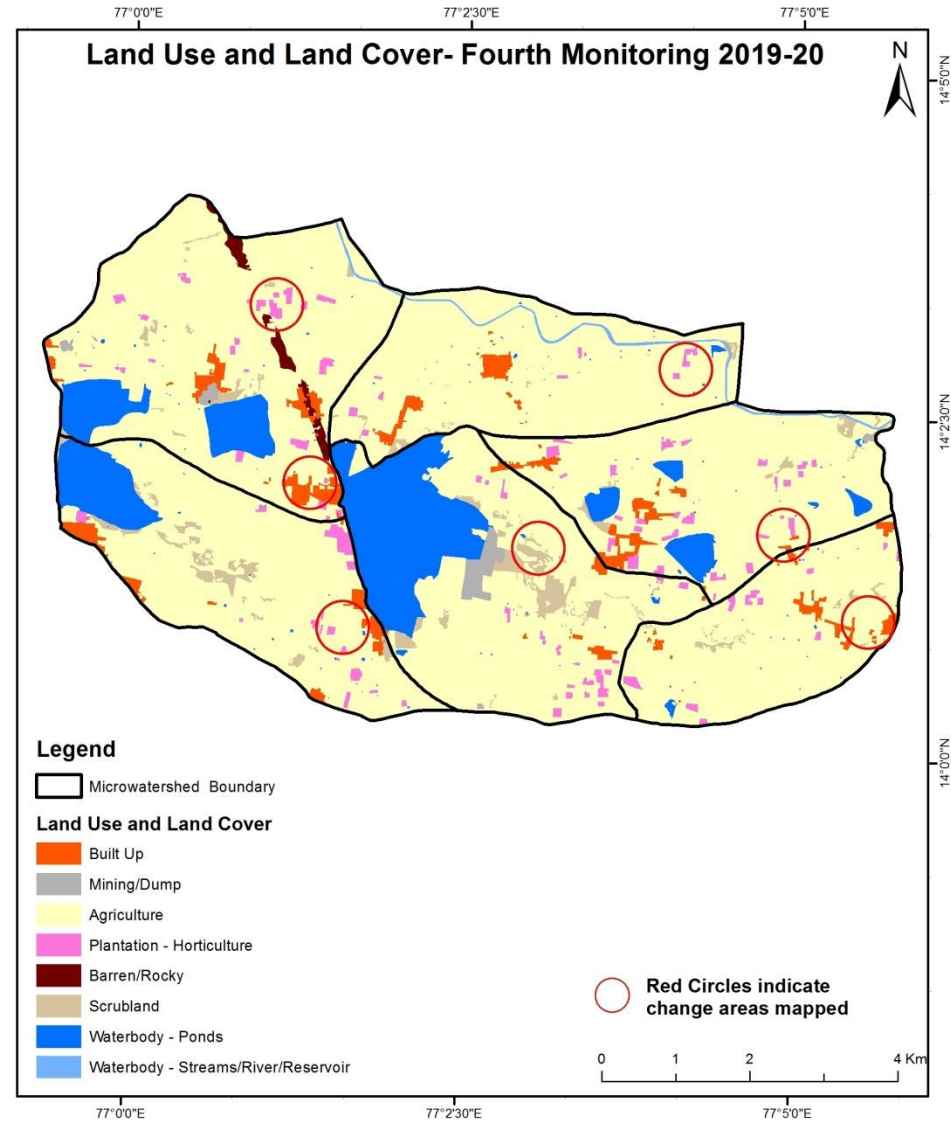 77°0'0"E 77°2'30"E 77°5'0"E
Land Use and Land Cover- Fourth Monitoring 2019-20
N
14°5'0"N
14°2'30"N
14°0'0"N
Legend
Microwatershed Boundary
Land Use and Land Cover
Built Up
Mining/Dump
Agriculture
Plantation - Horticulture
Barren/Rocky
Scrubland
Waterbody - Ponds
Waterbody - Streams/River/Reservoir
Red Circles indicate
change areas mapped
0 1 2 4 Km
77°0'0"E 77°2'30"E 77°5'0"E